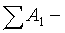 ∑ A₁ −